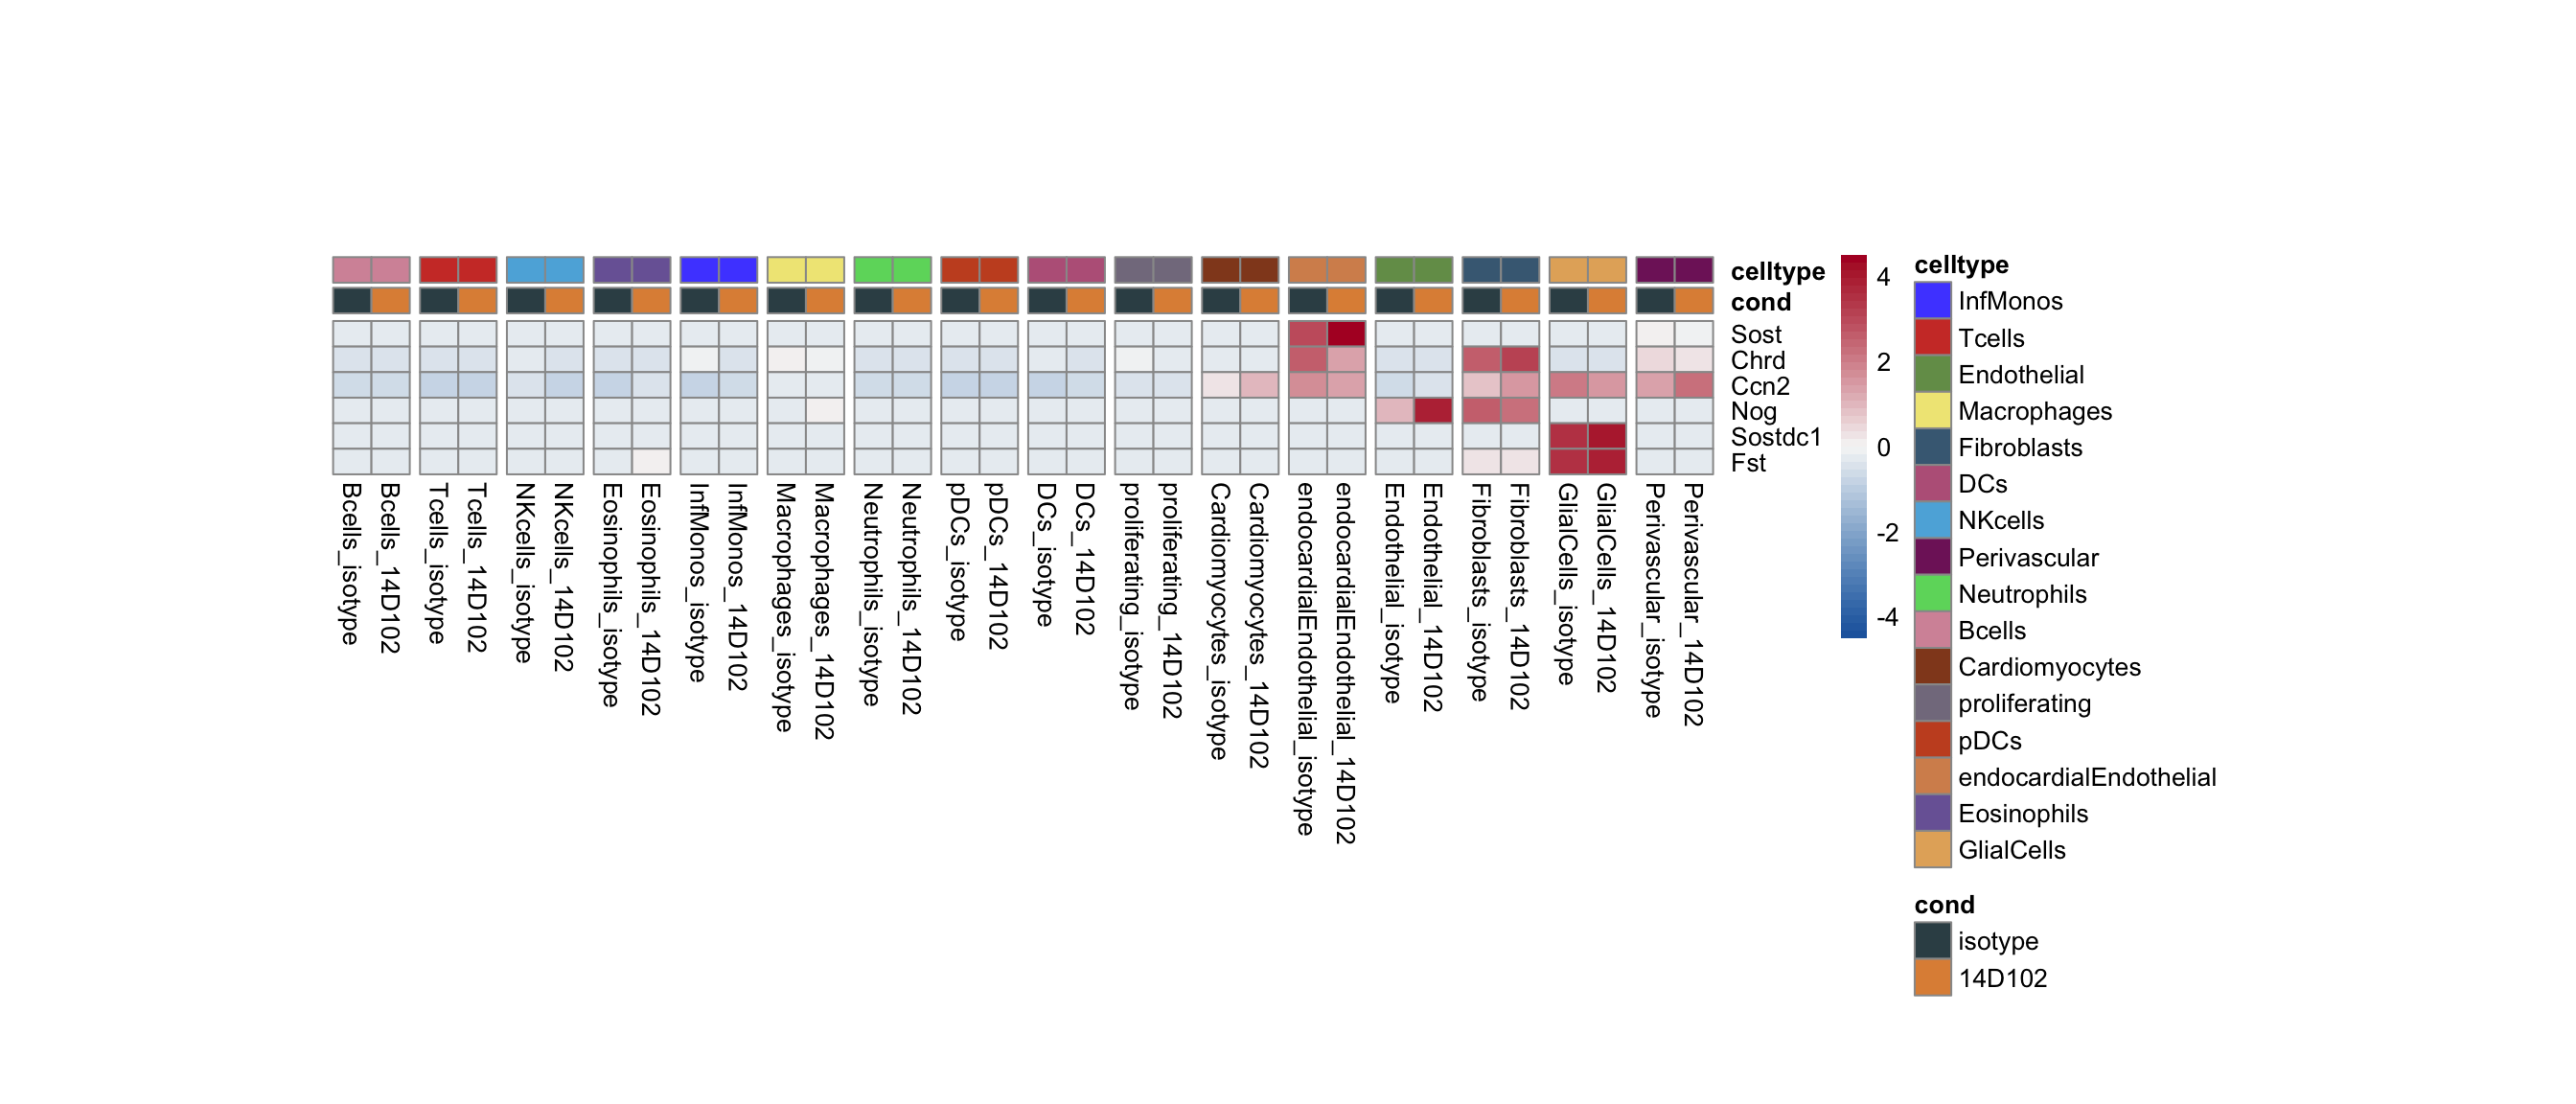 celltype
cond
Sost
Chrd
Ccn2
Nog
Sostdc1
Fst
Bcells_isotype
Bcells_14D102
Tcells_isotype
Tcells_14D102
NKcells_isotype
NKcells_14D102
Eosinophils_isotype
Eosinophils_14D102
InfMonos_isotype
InfMonos_14D102
Macrophages_isotype
Macrophages_14D102
Neutrophils_isotype
Neutrophils_14D102
pDCs_isotype
pDCs_14D102
DCs_isotype
DCs_14D102
proliferating_isotype
proliferating_14D102
Cardiomyocytes_isotype
Cardiomyocytes_14D102
endocardialEndothelial_isotype
endocardialEndothelial_14D102
Endothelial_isotype
Endothelial_14D102
Fibroblasts_isotype
Fibroblasts_14D102
GlialCells_isotype
GlialCells_14D102
Perivascular_isotype
Perivascular_14D102
4
2
0
-2
-4
celltype
InfMonos
Tcells
Endothelial
Macrophages
Fibroblasts
DCs
NKcells
Perivascular
Neutrophils
Bcells
Cardiomyocytes
proliferating
pDCs
endocardialEndothelial
Eosinophils
GlialCells
cond
isotype
14D102